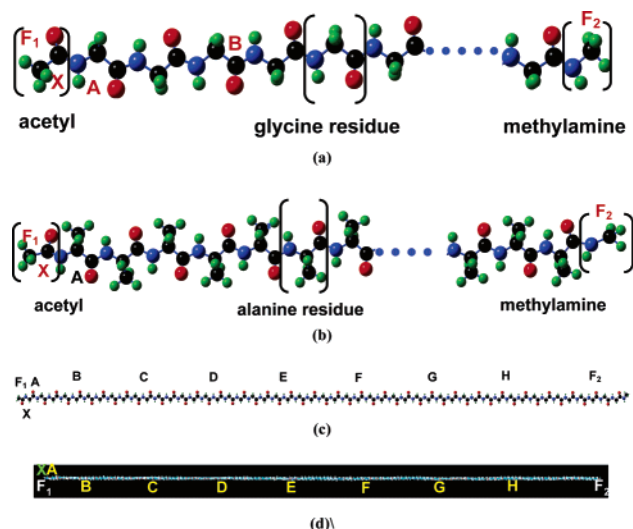 F1 B F2
X A
acetyl glycine residue methylamine
(a)
F1 F2
X A
acetyl alanine residue methylamine
(b)
F1 A B C D E F G H F2
X
(c)
XA
F1 B C D E F G H F2
(d)\